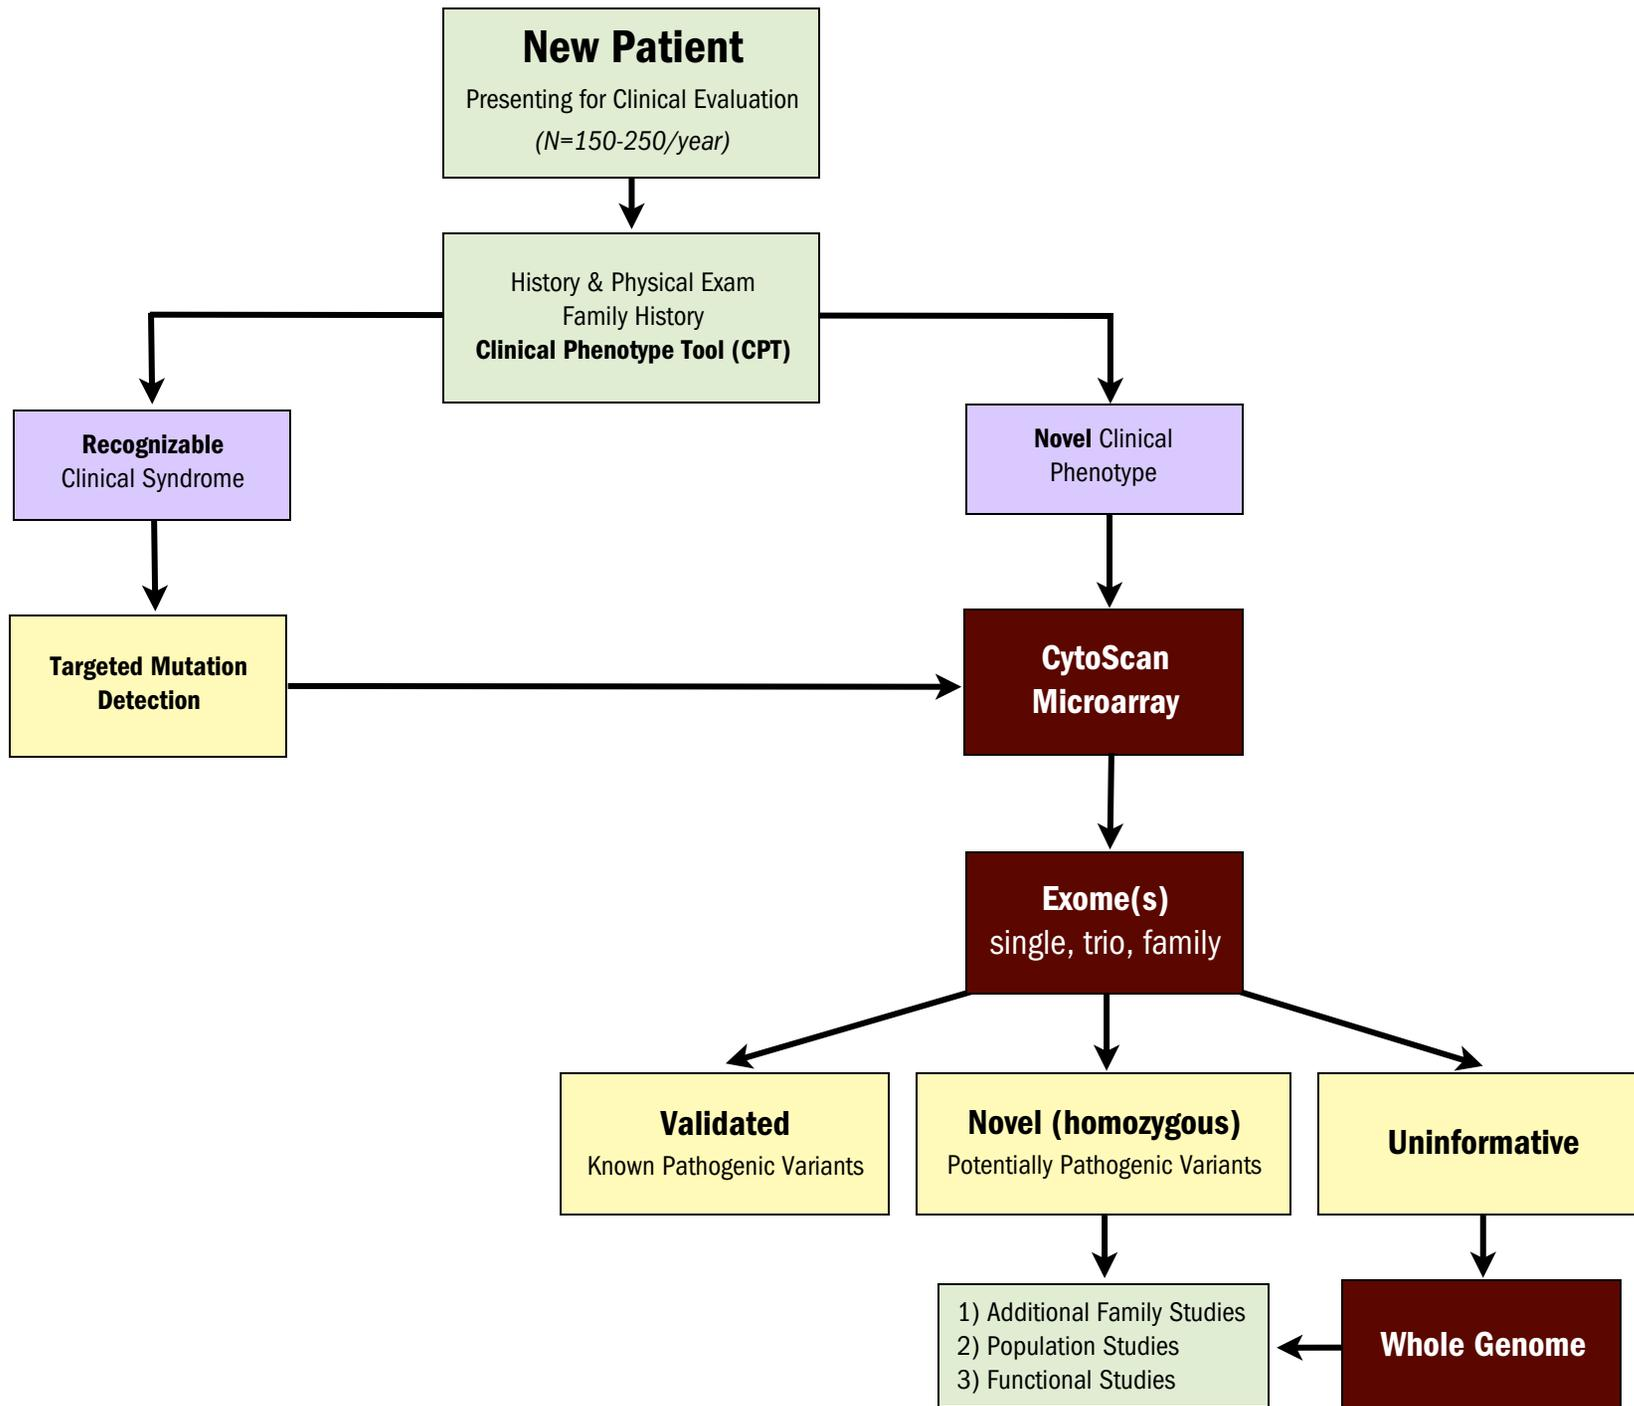 New Patient
Presenting for Clinical Evaluation
(N=150-250/year)
History & Physical Exam
Family History
Clinical Phenotype Tool (CPT)
Recognizable
Clinical Syndrome
Novel Clinical
Phenotype
Targeted Mutation
Detection
CytoScan
Microarray
Exome(s)
single, trio, family
Validated
Known Pathogenic Variants
Novel (homozygous)
Potentially Pathogenic Variants
Uninformative
1) Additional Family Studies
2) Population Studies
3) Functional Studies
Whole Genome